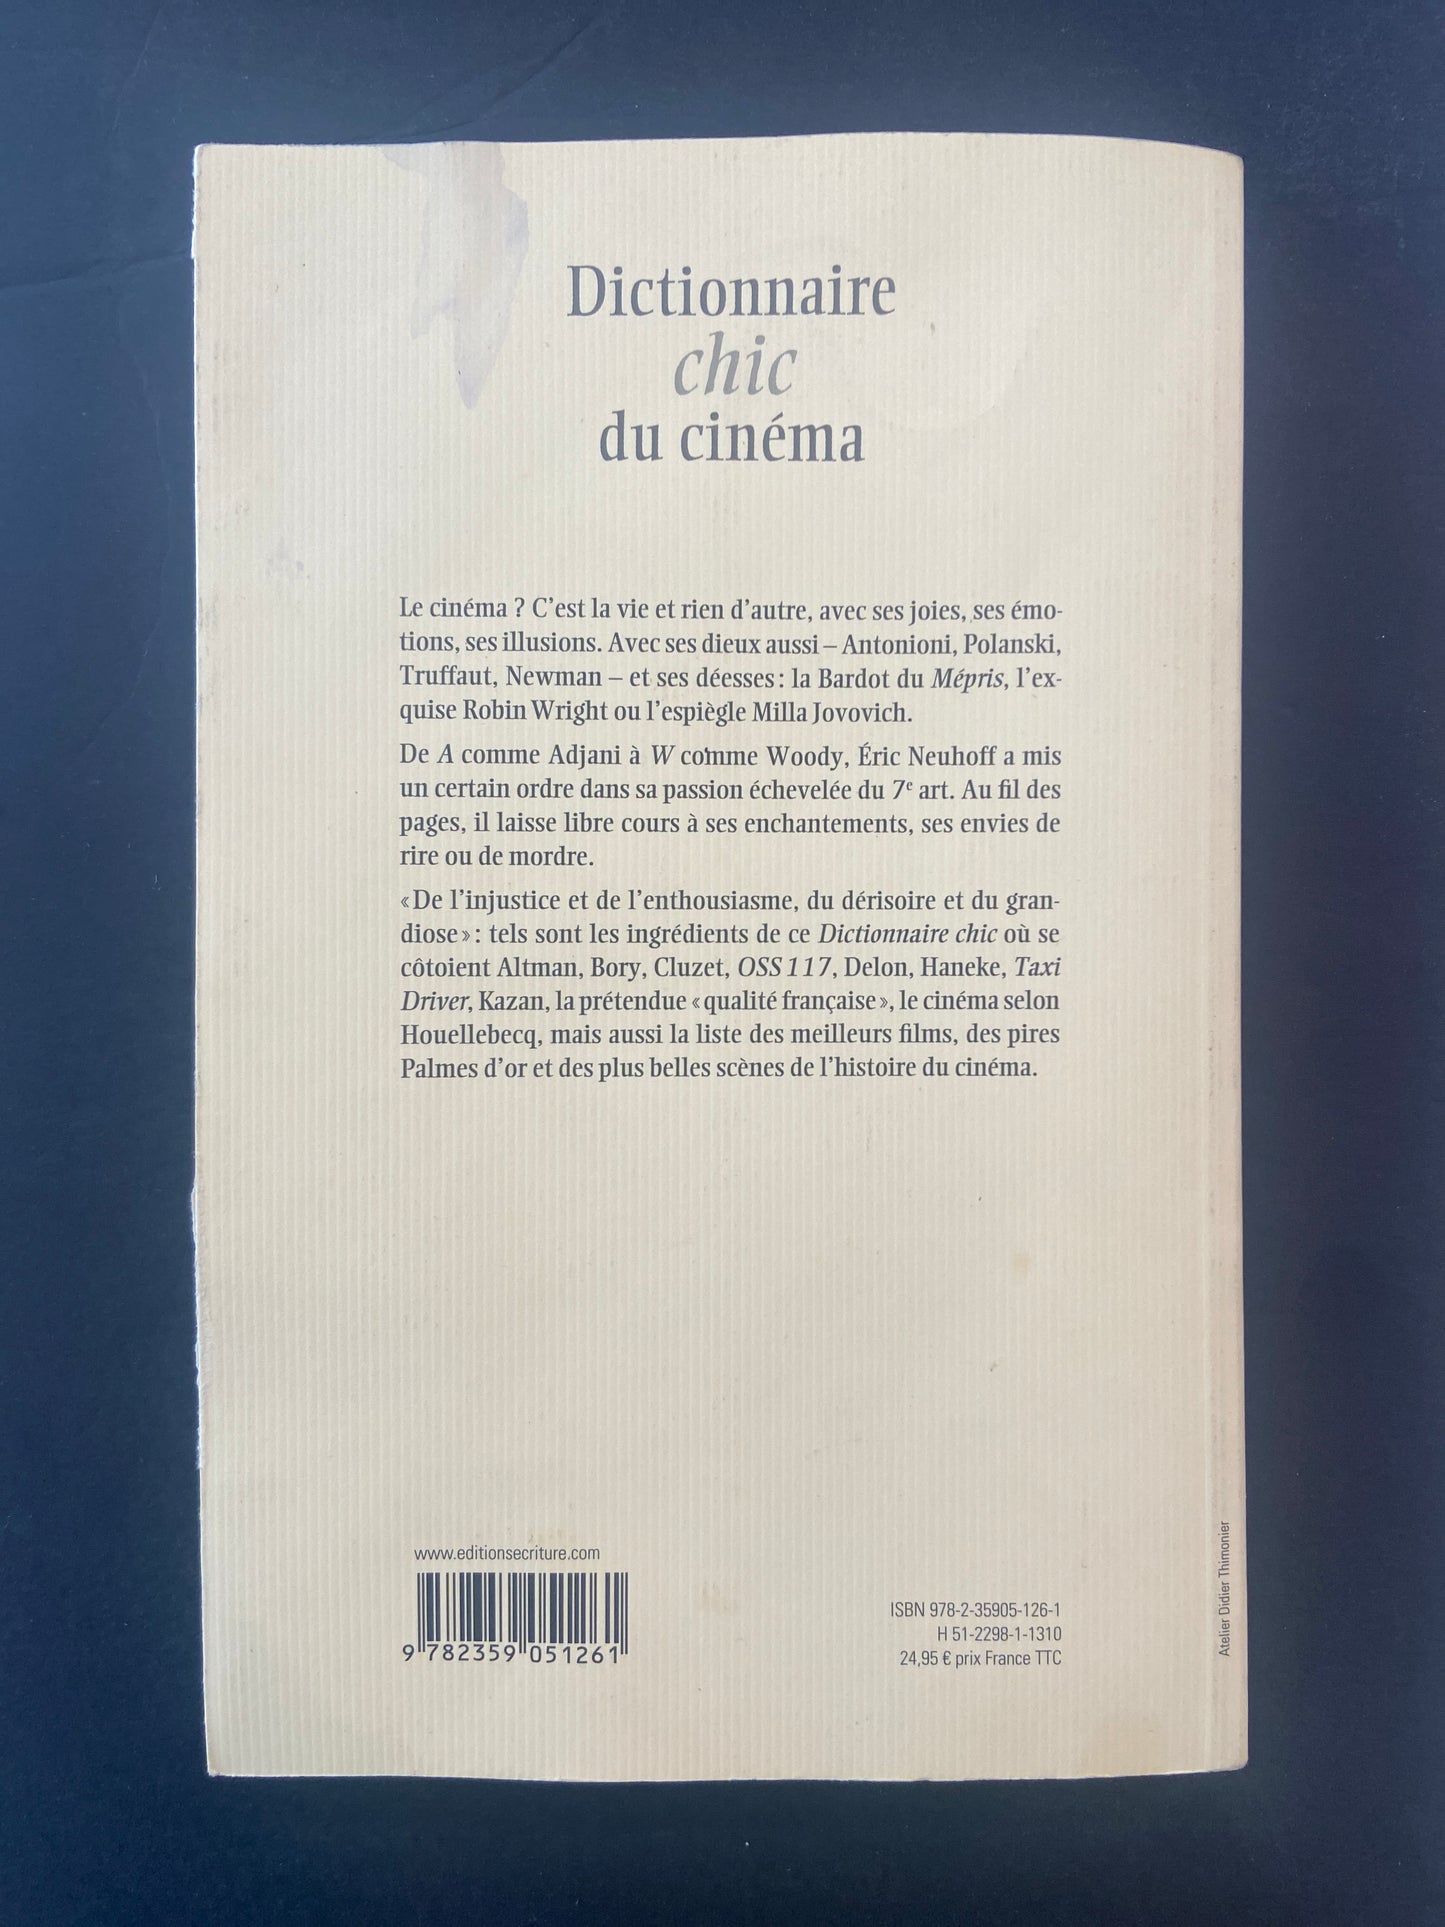 Dictionnaire
chic
du cinéma
Le cinéma ? C’est la vie et rien d’autre, avec ses joies, ses émo-
tions, ses illusions. Avec ses dieux aussi – Antonioni, Polanski,
Truffaut, Newman – et ses déesses : la Bardot du Mépris, l’ex-
quise Robin Wright ou l’espiègle Milla Jovovich.
De A comme Adjani à W comme Woody, Éric Neuhoff a mis
un certain ordre dans sa passion échevelée du 7e art. Au fil des
pages, il laisse libre cours à ses enchantements, ses envies de
rire ou de mordre.
« De l’injustice et de l’enthousiasme, du dérisoire et du gran-
diose » : tels sont les ingrédients de ce Dictionnaire chic où se
côtoient Altman, Bory, Cluzet, OSS 117, Delon, Haneke, Taxi
Driver, Kazan, la prétendue « qualité française », le cinéma selon
Houellebecq, mais aussi la liste des meilleurs films, des pires
Palmes d’or et des plus belles scènes de l’histoire du cinéma.
www.editionsecriture.com
9 782359 051261
ISBN 978-2-35905-126-1
H 51-2298-1-1310
24,95 € prix France TTC
Atelier Didier Thimonier